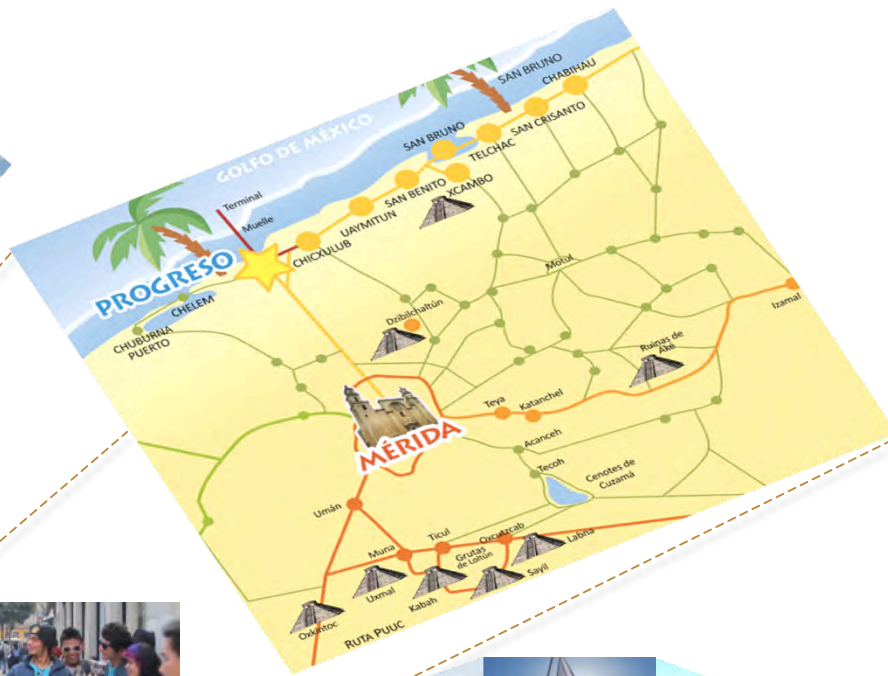 SAN BRUNO
CHABIHAU
GOLFO DE MÉXICO
SAN BRUNO
SAN CRISANTO
TELCHAC
Terminal
SAN BENITO
XCAMBO
Muelle
UAYMITUN
CHICXULUB
PROGRESO
CHELEM
Motul
CHUBURNA
PUERTO
Dzibilchaltún
Izamal
Ruinas de
Aké
Teya
Katanchel
MÉRIDA
Acanceh
Tecoh
Cenotes de
Cuzamá
Umán
Muna
Ticul
Oxcutzcab
Labna
Grutas
de Loltún
Sayil
Uxmal
Kabah
Oxkintoc
RUTA PUUC